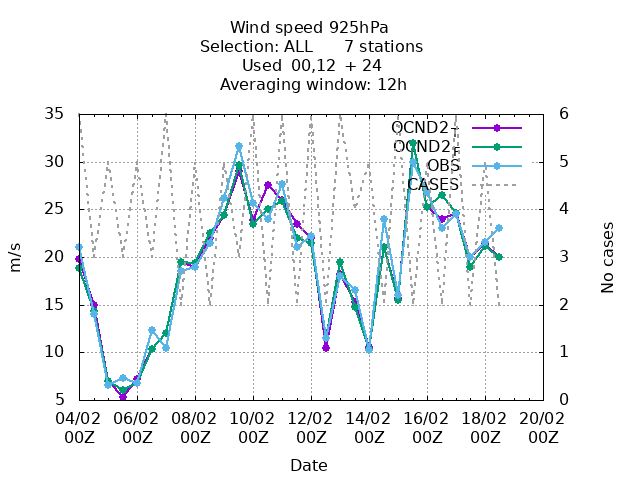 Wind speed 925hPa
Selection: ALL 7 stations
Used 00,12 + 24
Averaging window: 12h
35 6
OCND2-
OCND2+
30 OBS 5
CASES
25 4
m/s
20 3
No cases
15 2
10 1
5 0
04/02 06/02 08/02 10/02 12/02 14/02 16/02 18/02 20/02
00Z 00Z 00Z 00Z 00Z 00Z 00Z 00Z 00Z
Date